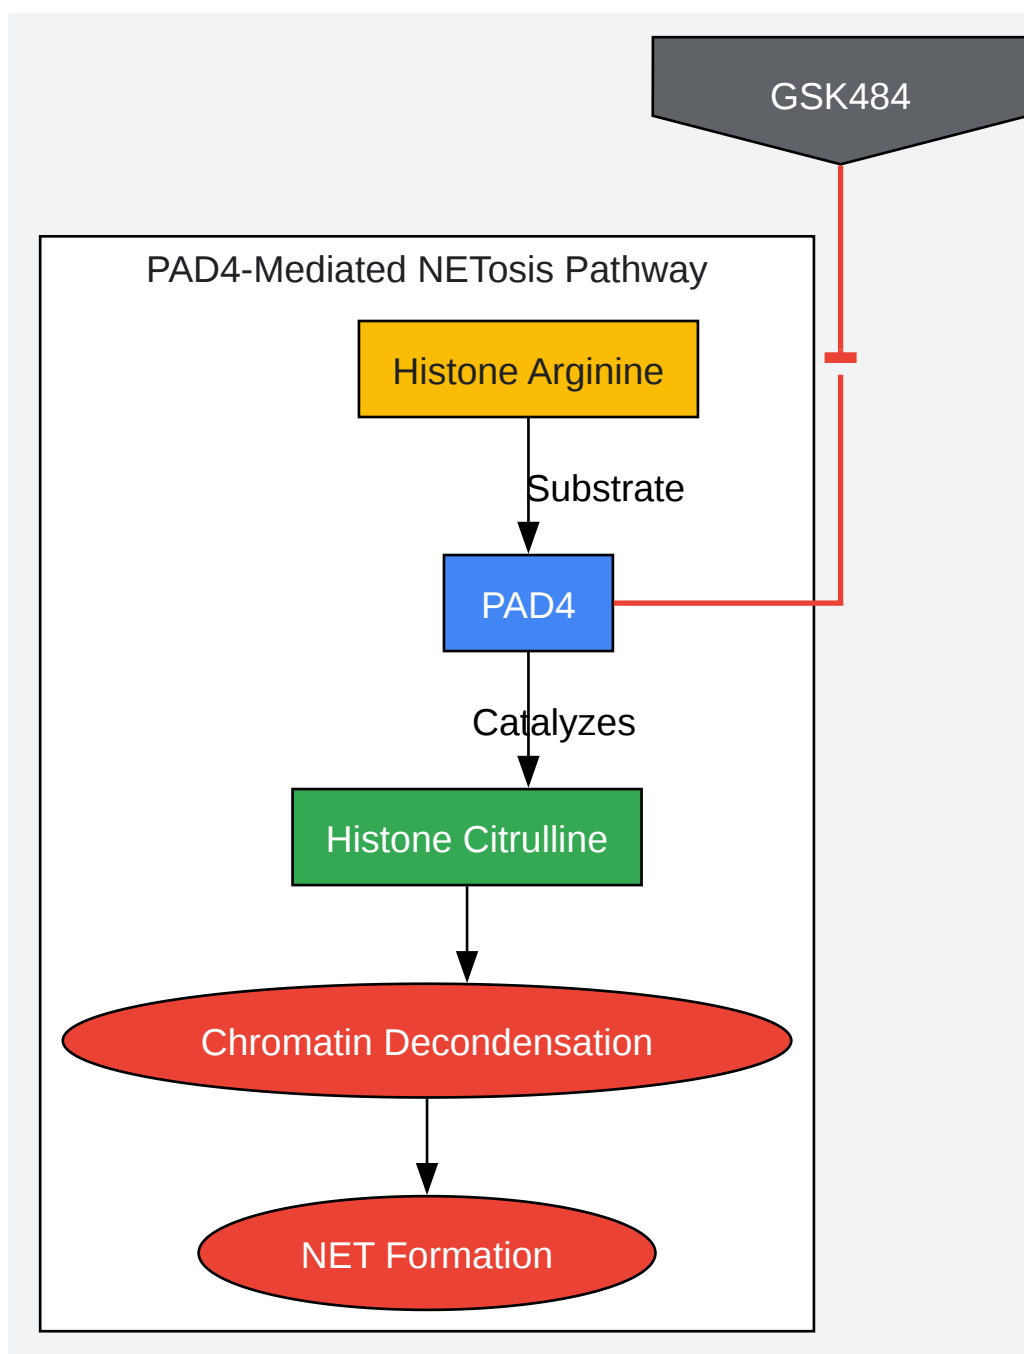 GSK484
PAD4-Mediated NETosis Pathway
Histone Arginine
Substrate
PAD4
Catalyzes
Histone Citrulline
Chromatin Decondensation
NET Formation